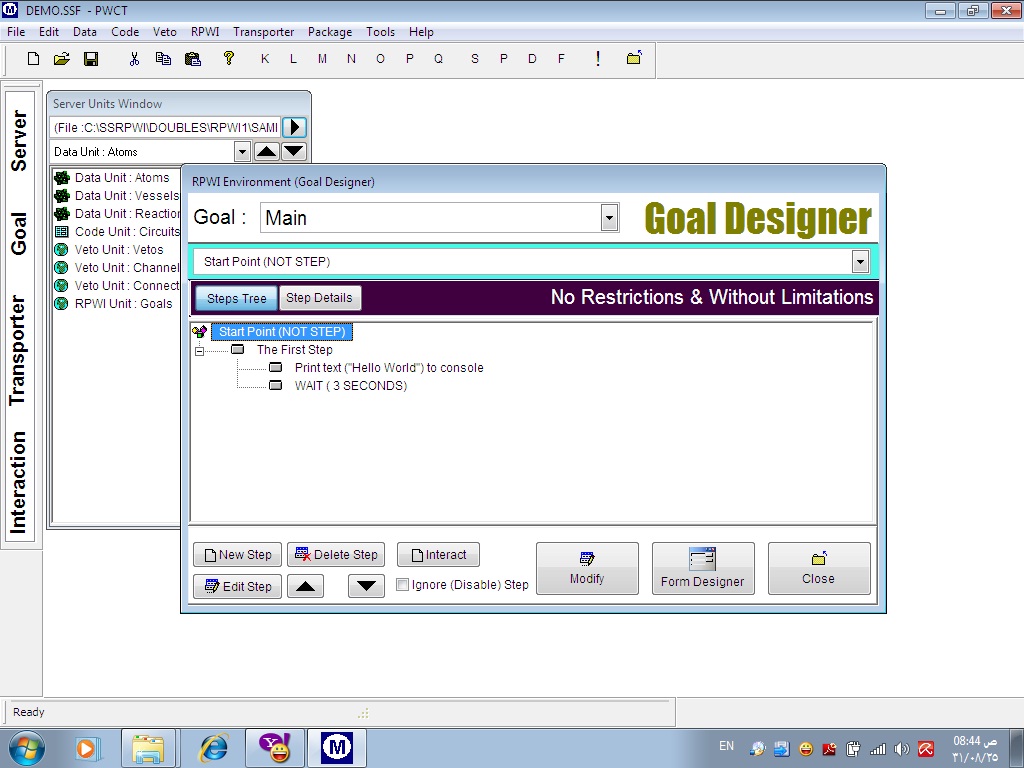 DEMO.SSF - PWCT
File Edit Data Code Veto RPWI Transporter Package Tools Help
K L M N O P Q S P D F !
Server
Goal
Transporter
Interaction
Server Units Window
(File :C:\SSRPWI\DOUBLES\RPWI1\SAMI
Data Unit : Atoms
Data Unit : Atoms
Data Unit : Vessels
Data Unit : Reaction
Code Unit : Circuits
Veto Unit : Vetos
Veto Unit : Channel
Veto Unit : Connect
RPWI Unit : Goals
RPWI Environment (Goal Designer)
Goal : Main
Goal Designer
Start Point (NOT STEP)
Steps Tree Step Details
No Restrictions & Without Limitations
Start Point (NOT STEP)
The First Step
Print text ("Hello World") to console
WAIT ( 3 SECONDS)
New Step Delete Step Interact
Edit Step Ignore (Disable) Step
Modify Form Designer Close
Ready
EN
08:44 ص
٣١/٠٨/٢٥